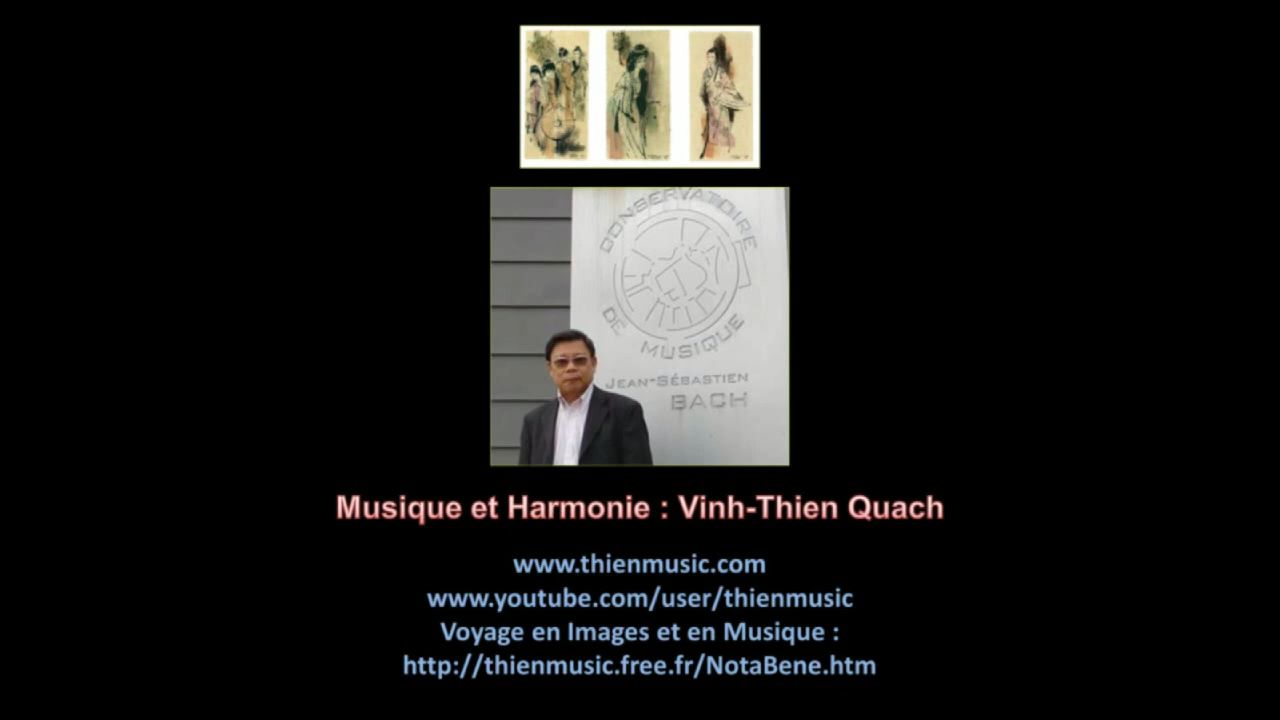 CONSERVATOIRE
DE MUSIQUE
JEAN-SÉBASTIEN
BACH
Musique et Harmonie : Vinh-Thien Quach
www.thienmusic.com
www.youtube.com/user/thienmusic
Voyage en Images et en Musique :
http://thienmusic.free.fr/NotaBene.htm